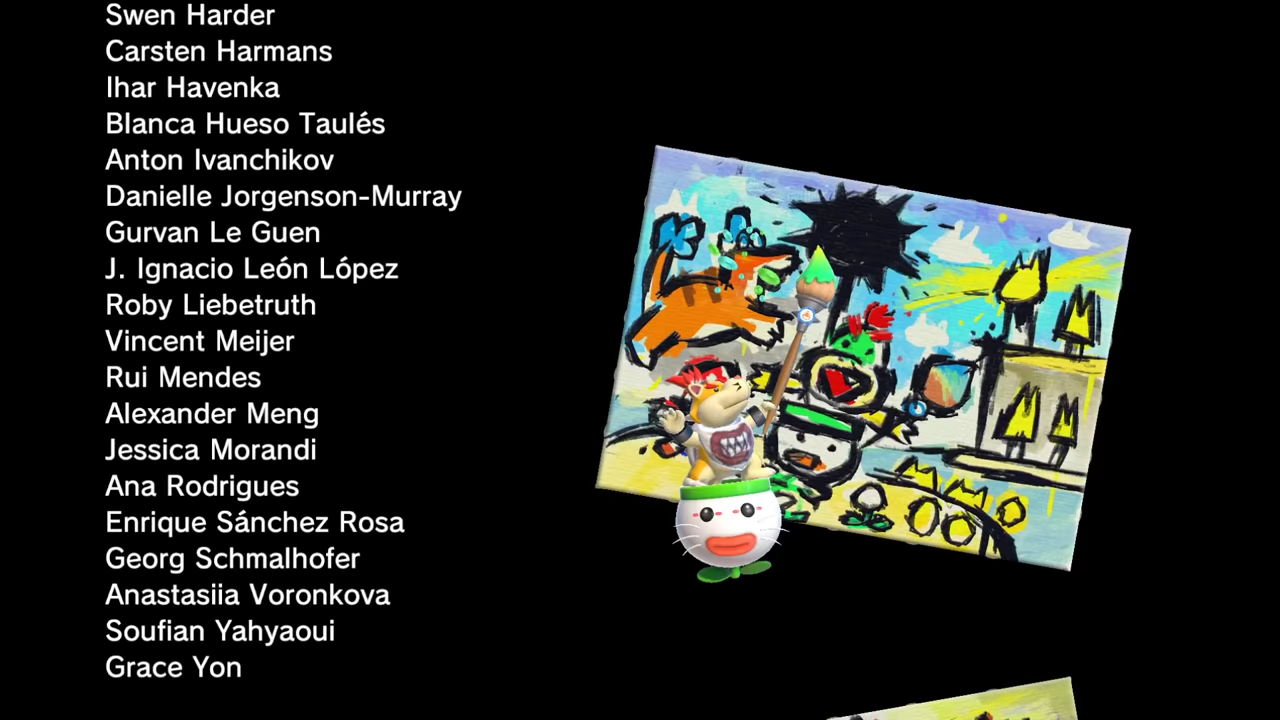 Swen Harder
Carsten Harmans
Ihar Havenka
Blanca Hueso Taulés
Anton Ivanchikov
Danielle Jorgenson-Murray
Gurvan Le Guen
J. Ignacio León López
Roby Liebetruth
Vincent Meijer
Rui Mendes
Alexander Meng
Jessica Morandi
Ana Rodrigues
Enrique Sánchez Rosa
Georg Schmalhofer
Anastasiia Voronkova
Soufian Yahyaoui
Grace Yon